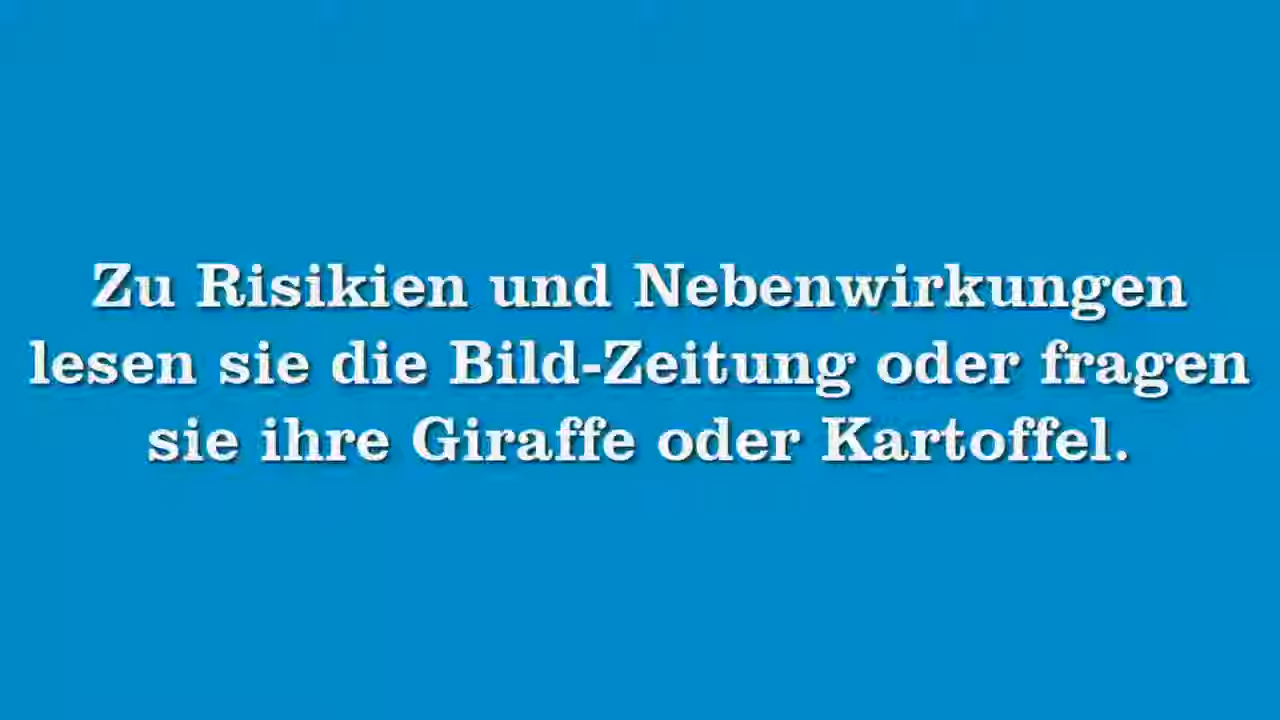 Zu Risikien und Nebenwirkungen
lesen sie die Bild-Zeitung oder fragen
sie ihre Giraffe oder Kartoffel.